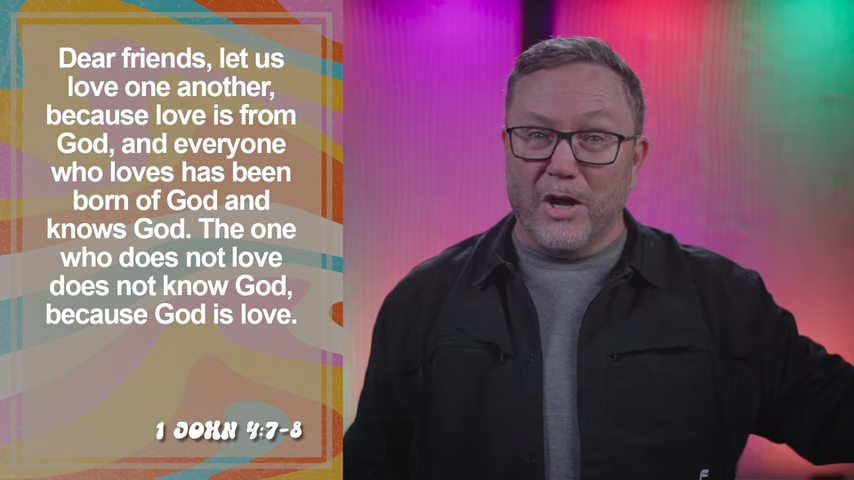 Dear friends, let us
love one another,
because love is from
God, and everyone
who loves has been
born of God and
knows God. The one
who does not love
does not know God,
because God is love.
1 JOHN 4:7-8